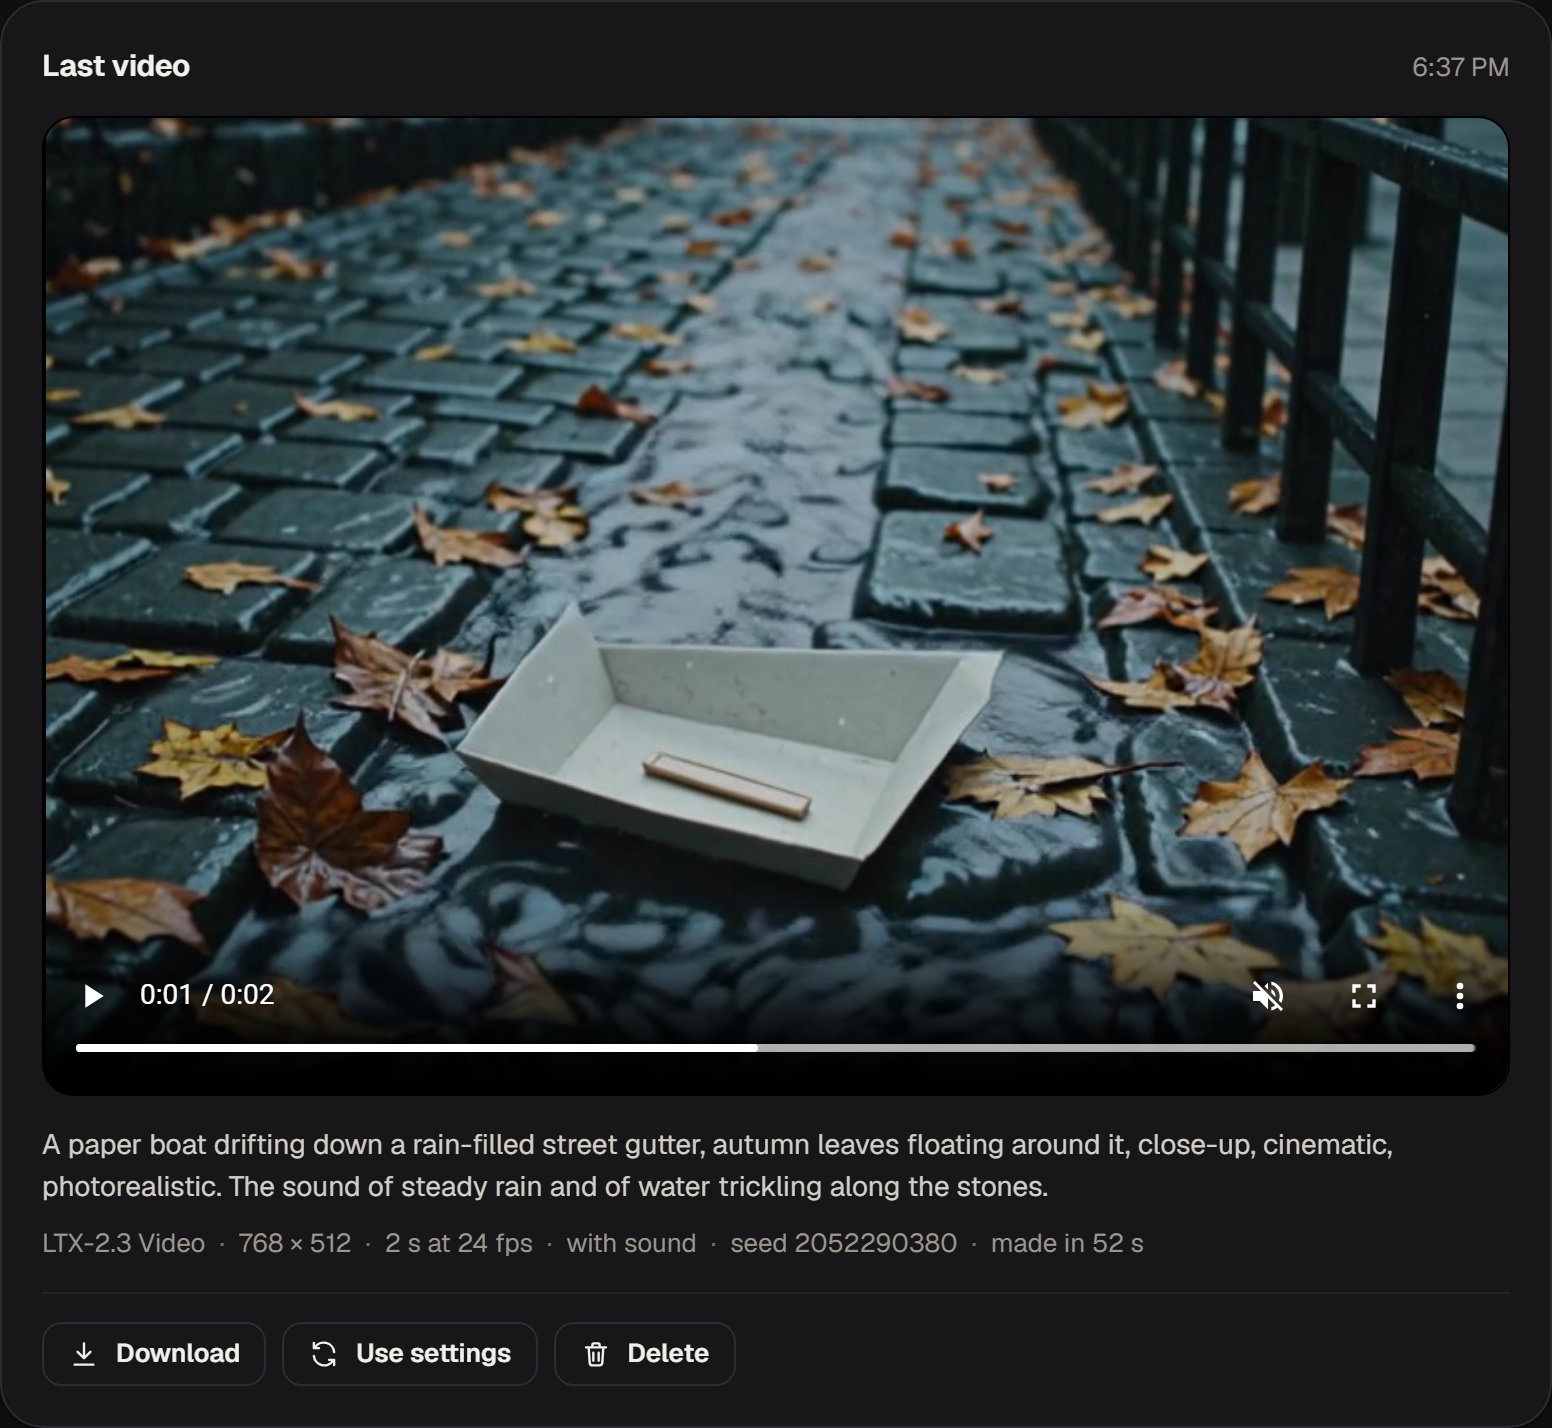 Last video
6:37 PM
0:01 / 0:02
A paper boat drifting down a rain-filled street gutter, autumn leaves floating around it, close-up, cinematic,
photorealistic. The sound of steady rain and of water trickling along the stones.
LTX-2.3 Video · 768 × 512 · 2 s at 24 fps · with sound · seed 2052290380 · made in 52 s
Download
Use settings
Delete